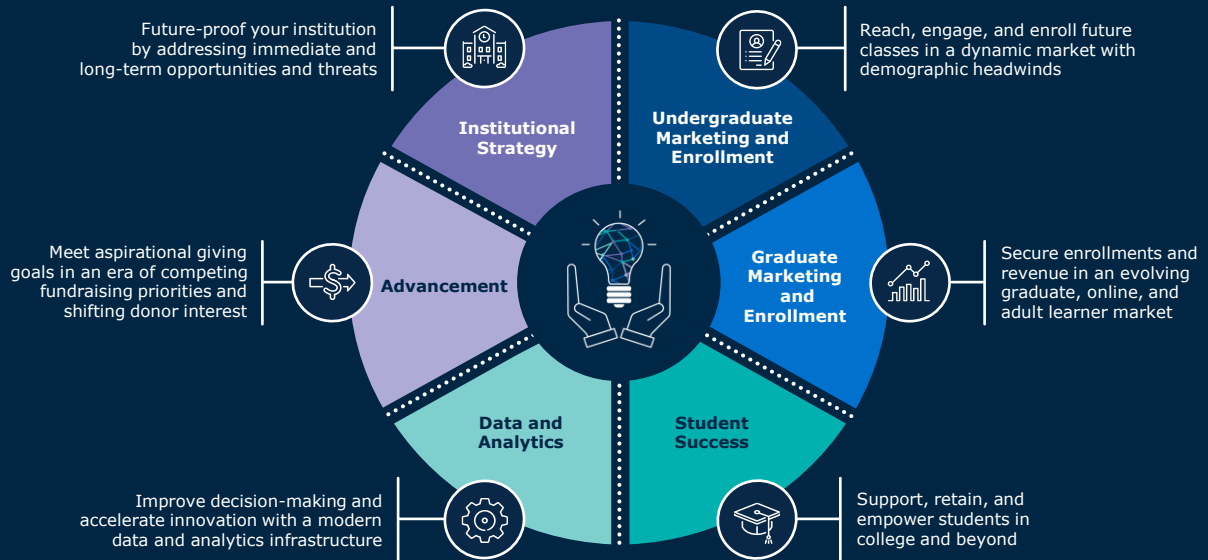 Future-proof your institution
by addressing immediate and
long-term opportunities and threats
Institutional
Strategy
Reach, engage, and enroll future
classes in a dynamic market with
demographic headwinds
Undergraduate
Marketing and
Enrollment
Meet aspirational giving
goals in an era of competing
fundraising priorities and
shifting donor interest
Advancement
Graduate
Marketing
and
Enrollment
Secure enrollments and
revenue in an evolving
graduate, online, and
adult learner market
Data and
Analytics
Improve decision-making and
accelerate innovation with a modern
data and analytics infrastructure
Student
Success
Support, retain, and
empower students in
college and beyond